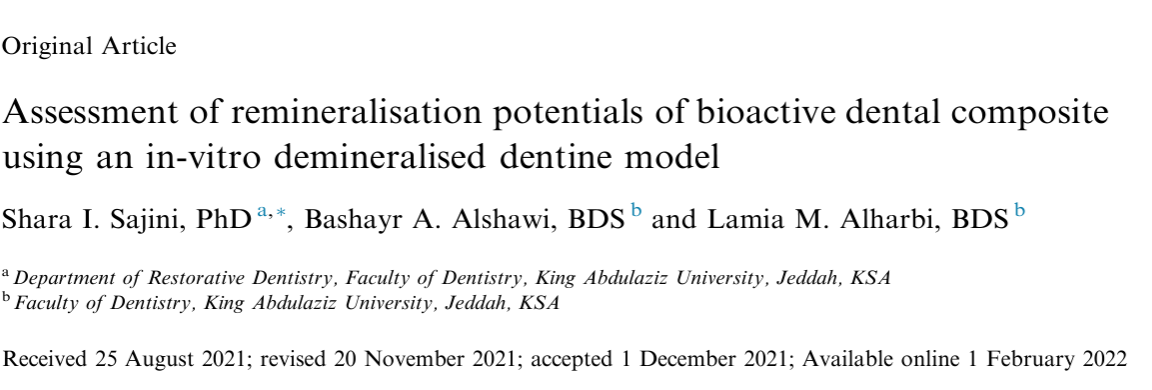 Original Article
Assessment of remineralisation potentials of bioactive dental composite
using an in-vitro demineralised dentine model
Shara I. Sajini, PhD a,*, Bashayr A. Alshawi, BDS b and Lamia M. Alharbi, BDS b
a Department of Restorative Dentistry, Faculty of Dentistry, King Abdulaziz University, Jeddah, KSA
b Faculty of Dentistry, King Abdulaziz University, Jeddah, KSA
Received 25 August 2021; revised 20 November 2021; accepted 1 December 2021; Available online 1 February 2022